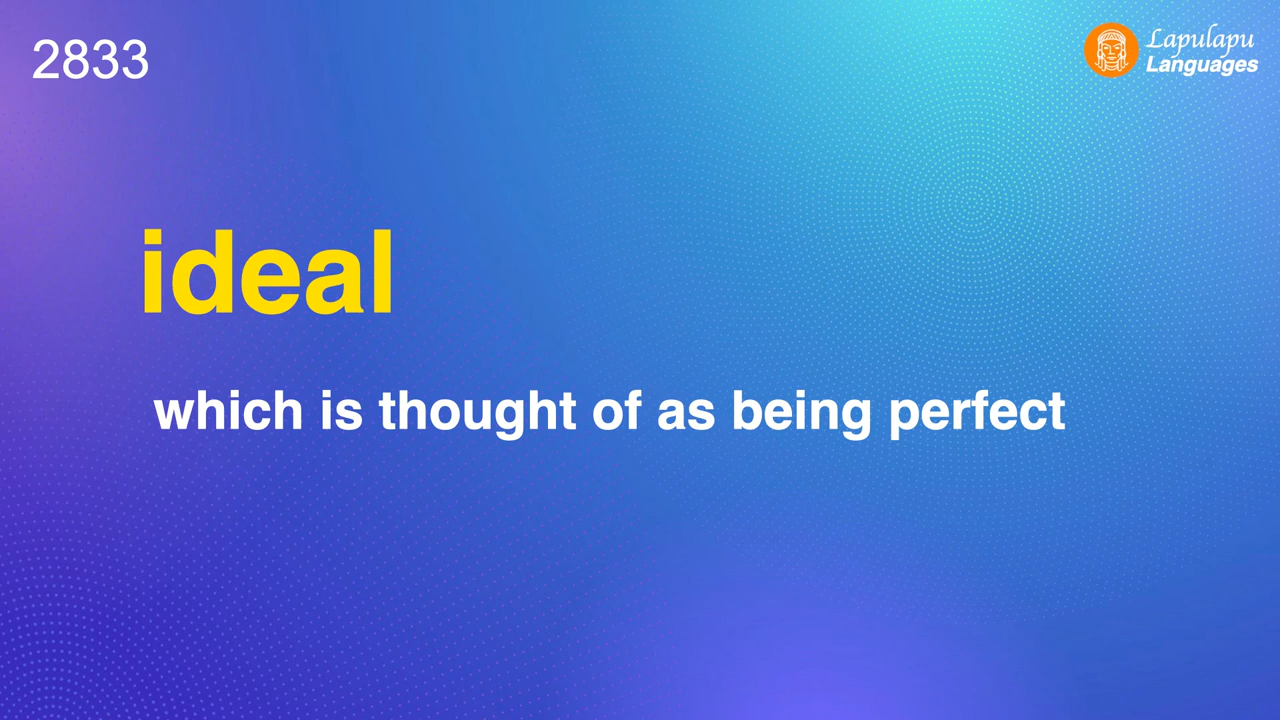 2833
Lapulapu
Languages
ideal
which is thought of as being perfect